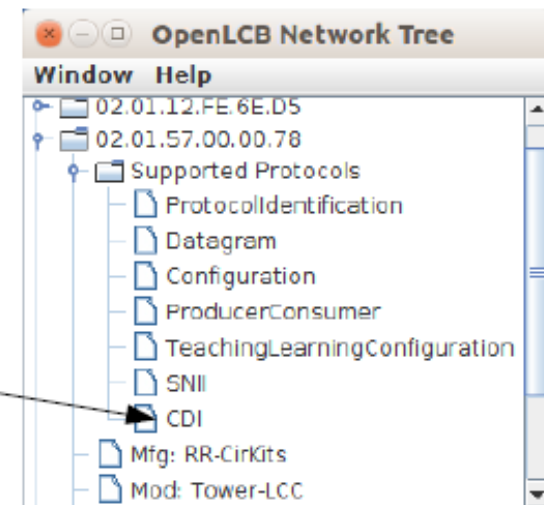 OpenLCB Network Tree
Window Help
02.01.12.FE.6E.D5
02.01.57.00.00.78
Supported Protocols
ProtocolIdentification
Datagram
Configuration
ProducerConsumer
TeachingLearningConfiguration
SNII
CDI
Mfg: RR-CirKits
Mod: Tower-LCC